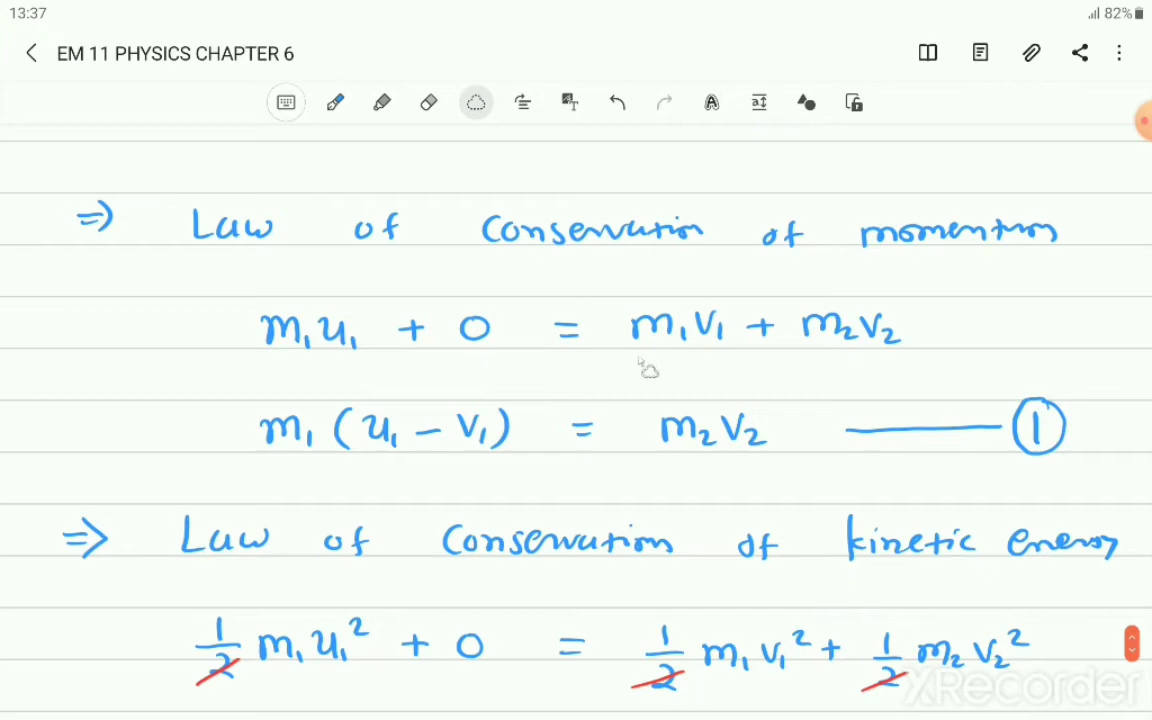 13:37 82%
EM 11 PHYSICS CHAPTER 6
⇒ Law of Conservation of momentum
m₁u₁ + 0 = m₁v₁ + m₂v₂
m₁(u₁ − v₁) = m₂v₂ ——— ①
⇒ Law of Conservation of kinetic energy
1/2 m₁u₁² + 0 = 1/2 m₁v₁² + 1/2 m₂v₂²
XRecorder